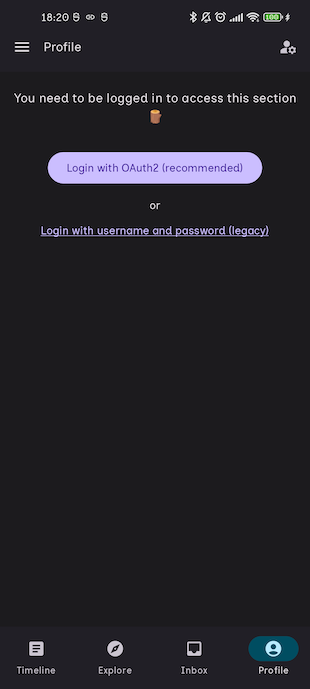 18:20
100
Profile
You need to be logged in to access this section
🪵
Login with OAuth2 (recommended)
or
Login with username and password (legacy)
Timeline
Explore
Inbox
Profile